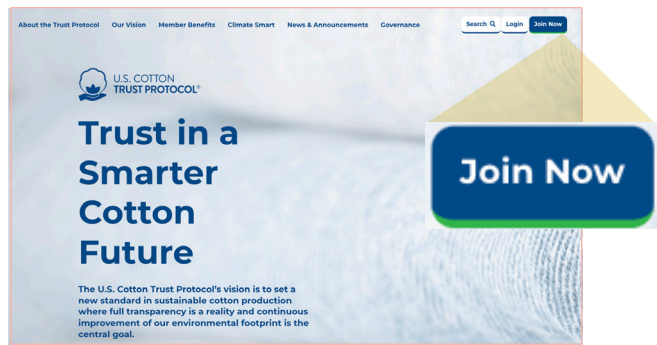 About the Trust Protocol Our Vision Member Benefits Climate Smart News & Announcements Governance Search Login Join Now
U.S. COTTON
TRUST PROTOCOL®
Trust in a
Smarter
Cotton
Future
Join Now
The U.S. Cotton Trust Protocol's vision is to set a
new standard in sustainable cotton production
where full transparency is a reality and continuous
improvement of our environmental footprint is the
central goal.